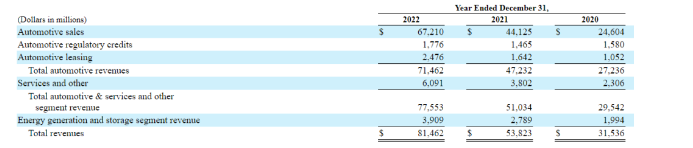 Year Ended December 31,
(Dollars in millions) 2022 2021 2020
Automotive sales $ 67,210 $ 44,125 $ 24,604
Automotive regulatory credits 1,776 1,465 1,580
Automotive leasing 2,476 1,642 1,052
Total automotive revenues 71,462 47,232 27,236
Services and other 6,091 3,802 2,306
Total automotive & services and other
segment revenue 77,553 51,034 29,542
Energy generation and storage segment revenue 3,909 2,789 1,994
Total revenues $ 81,462 $ 53,823 $ 31,536